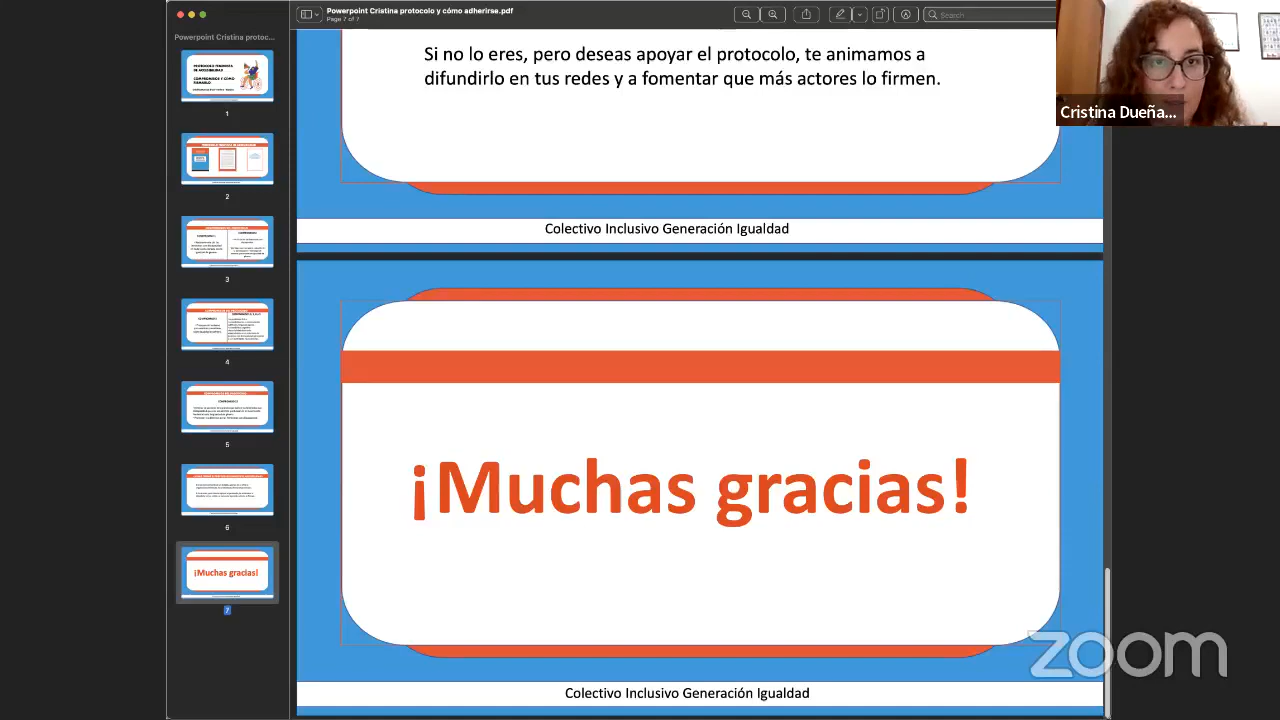 Powerpoint Cristina protocolo y cómo adherirse.pdf
Page 7 of 7
Search
Powerpoint Cristina protoc...
1
2
3
4
5
6
¡Muchas gracias!
7
Si no lo eres, pero deseas apoyar el protocolo, te animamos a
difundirlo en tus redes y a fomentar que más actores lo firmen.
Colectivo Inclusivo Generación Igualdad
¡Muchas gracias!
Colectivo Inclusivo Generación Igualdad
Cristina Dueña...
zoom